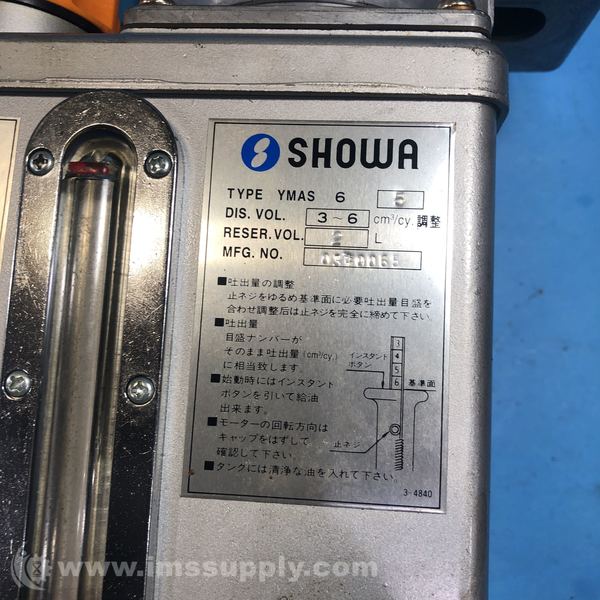 SHOWA
TYPE YMAS 6
DIS. VOL. 3~6 cm³/cy. 調整
RESER. VOL. L
MFG. NO.
■吐出量の調整
止ネジをゆるめ基準面に必要吐出量目盛を
合わせ調整后は止ネジを完全に締めて下さい。
■吐出量
目盛ナンバーが
そのまま吐出量(cm³/cy.)
に相当致します。
■始動時にはインスタント
ボタンを引いて給油
出来ます。
■モーターの回転方向は
キャップをはずして
確認して下さい。
■タンクには清浄な油を入れて下さい。
インスタント
ボタン
3
4
5
6
基準面
止ネジ
3-4840
www.imssupply.com